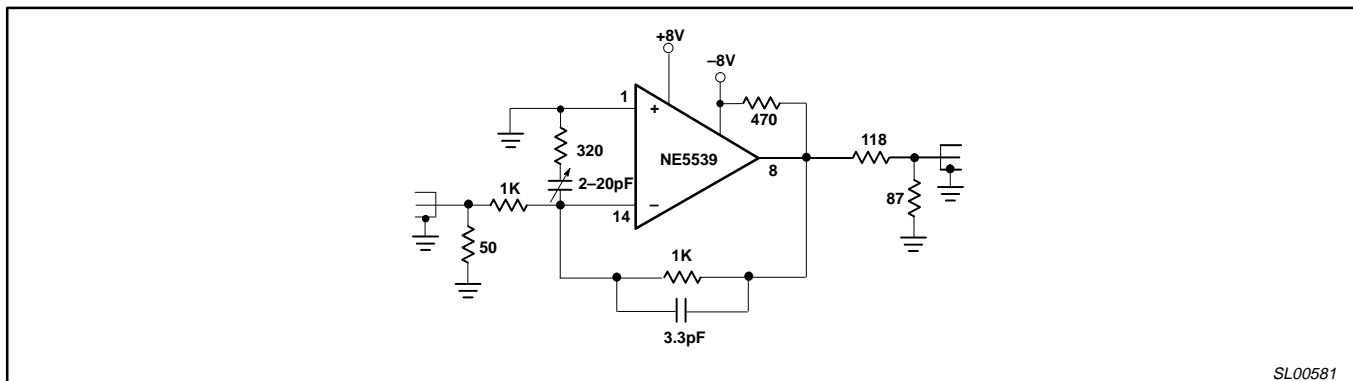 +8V
–8V
1
+
470
118
320
NE5539
8
2–20pF
87
1K
14
–
50
1K
3.3pF
SL00581